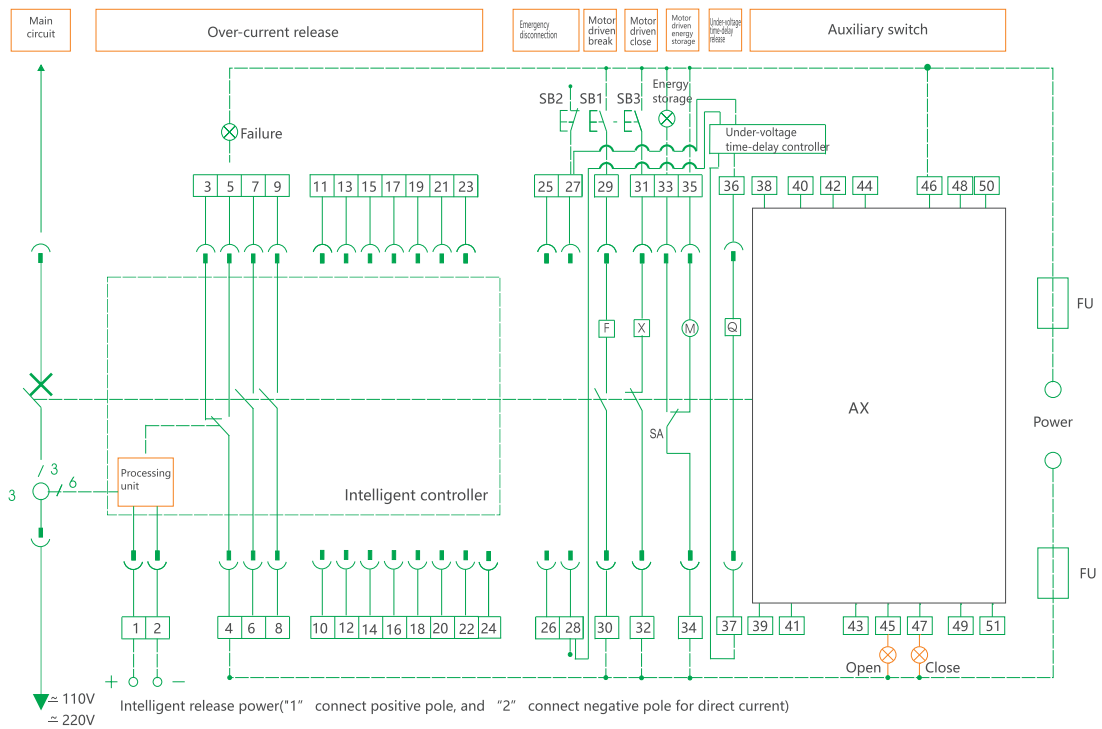 Main
circuit
Over-current release
Emergency
disconnection
Motor
driven
break
Motor
driven
close
Motor
driven
energy
storage
Under-voltage
time-delay
release
Auxiliary switch
SB2 SB1 SB3
Energy
storage
Failure
Under-voltage
time-delay controller
3 5 7 9 11 13 15 17 19 21 23 25 27 29 31 33 35 36 38 40 42 44 46 48 50
FU
F X M Q
AX
Power
SA
Processing
unit
3
6
3
Intelligent controller
FU
1 2 4 6 8 10 12 14 16 18 20 22 24 26 28 30 32 34 37 39 41 43 45 47 49 51
Open Close
+ −
≃ 110V
≃ 220V
Intelligent release power("1” connect positive pole, and “2” connect negative pole for direct current)